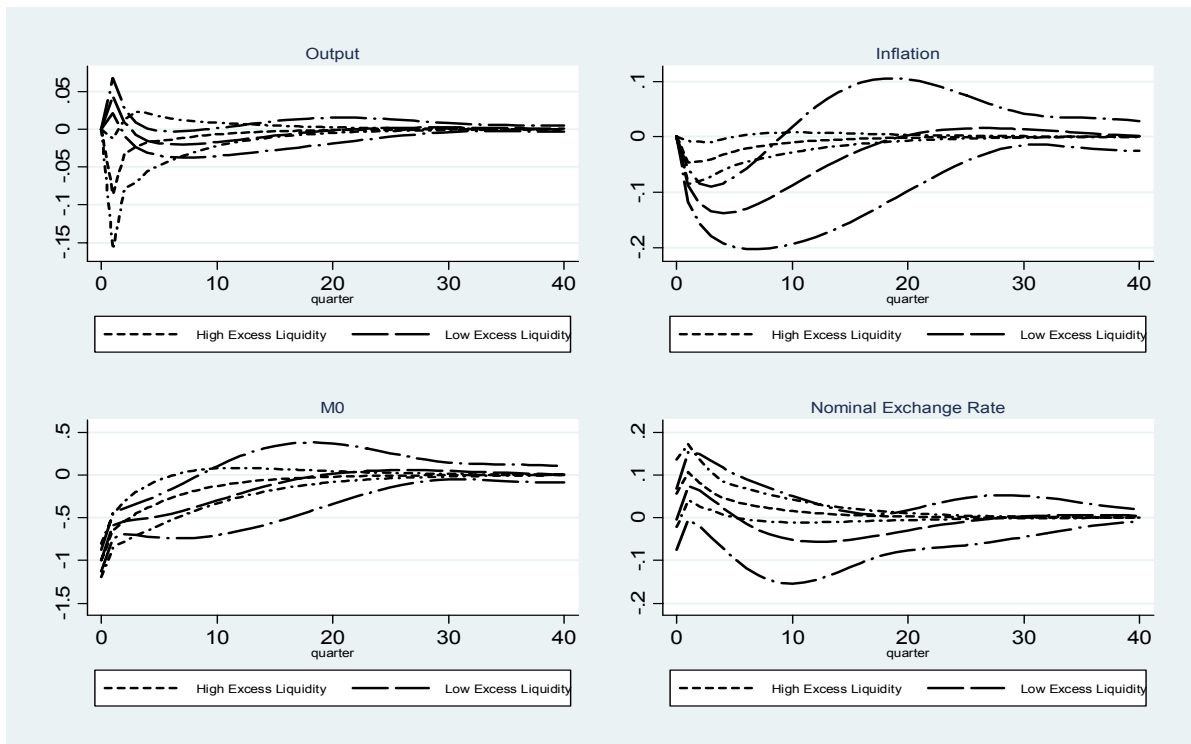 Output
.05
0
-.05
-.1
-.15
0 10 20 30 40
quarter
High Excess Liquidity Low Excess Liquidity
Inflation
.1
0
-.1
-.2
0 10 20 30 40
quarter
High Excess Liquidity Low Excess Liquidity
M0
.5
0
-.5
-1
-1.5
0 10 20 30 40
quarter
High Excess Liquidity Low Excess Liquidity
Nominal Exchange Rate
.2
.1
0
-.1
-.2
0 10 20 30 40
quarter
High Excess Liquidity Low Excess Liquidity